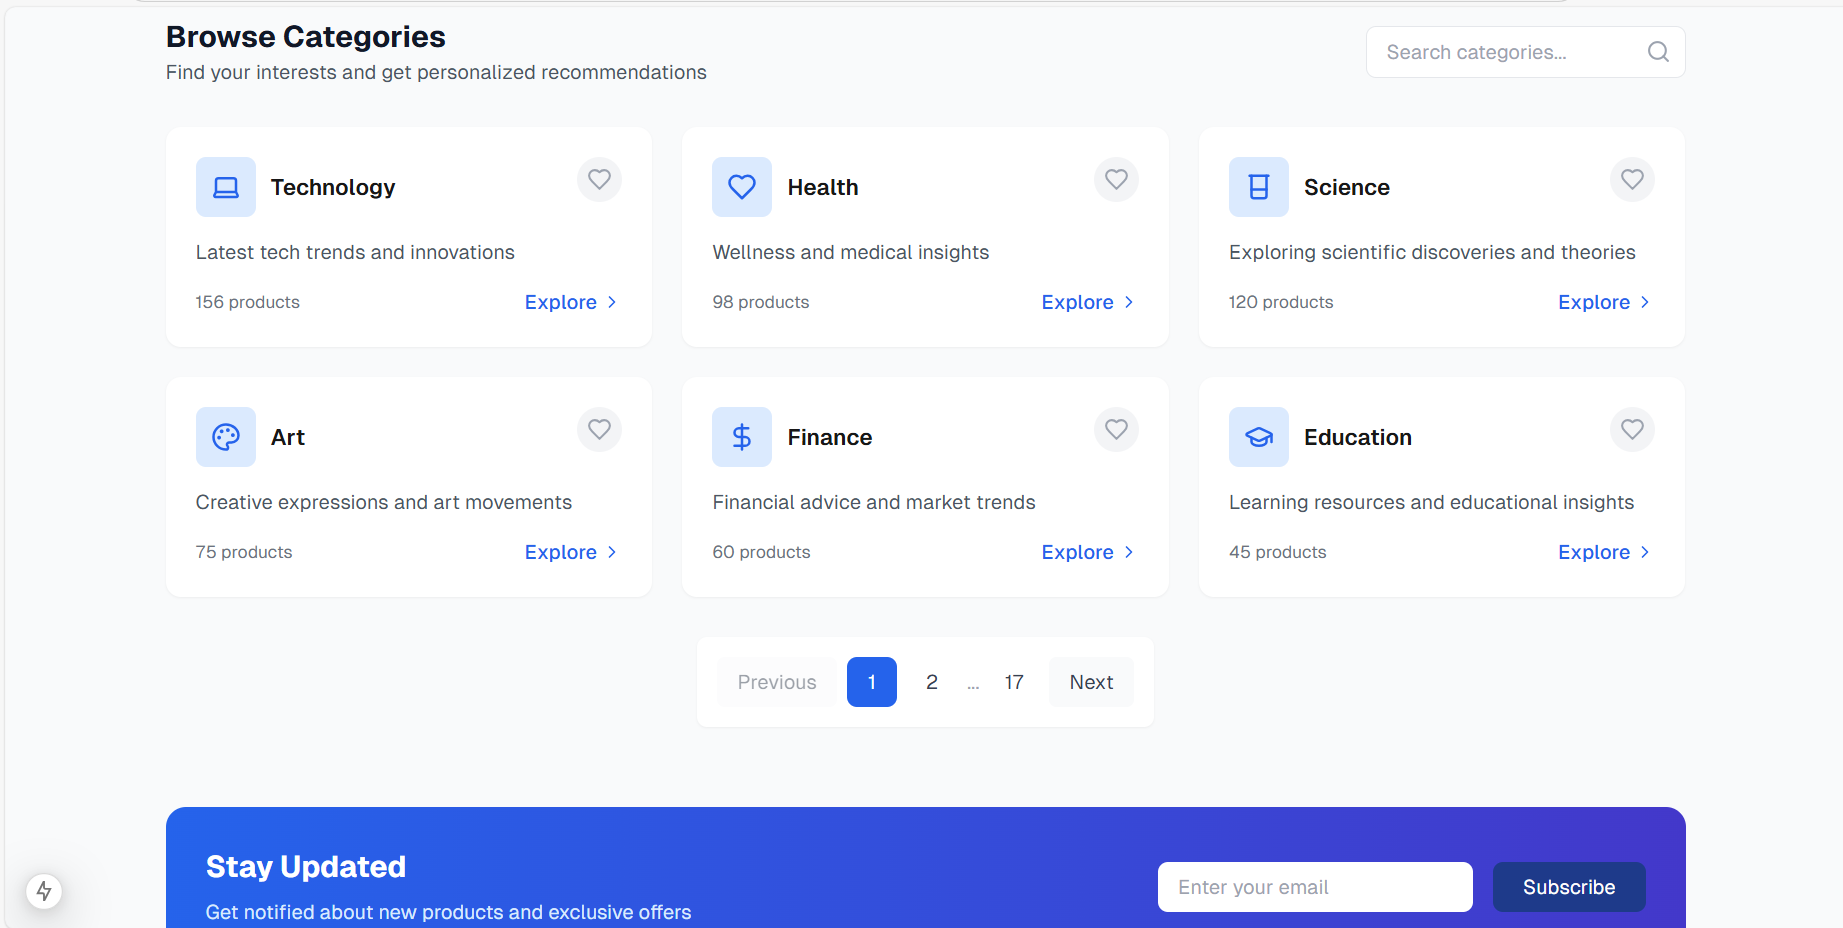 Browse Categories
Find your interests and get personalized recommendations
Search categories...
Technology
Latest tech trends and innovations
156 products
Explore
Health
Wellness and medical insights
98 products
Explore
Science
Exploring scientific discoveries and theories
120 products
Explore
Art
Creative expressions and art movements
75 products
Explore
Finance
Financial advice and market trends
60 products
Explore
Education
Learning resources and educational insights
45 products
Explore
Previous 1 2 ... 17 Next
Stay Updated
Get notified about new products and exclusive offers
Enter your email
Subscribe